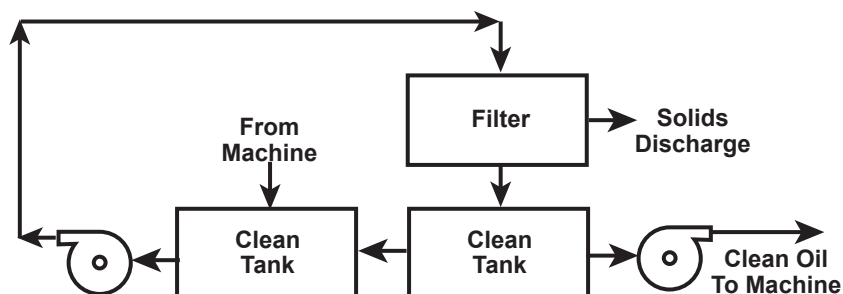 Filter
Solids
Discharge
From
Machine
Clean
Tank
Clean
Tank
Clean Oil
To Machine